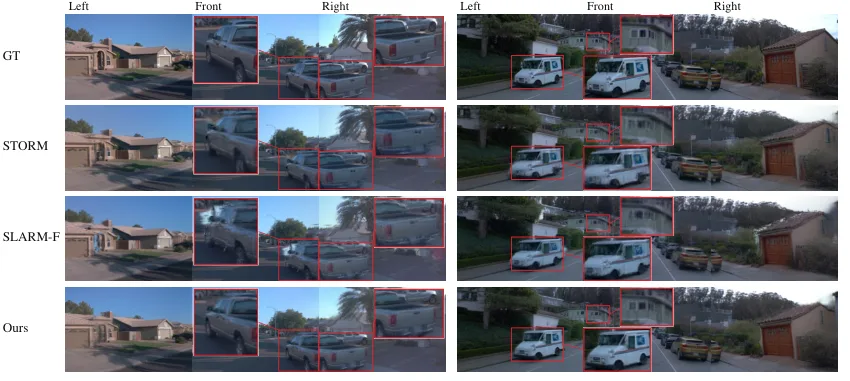 Left Front Right Left Front Right
GT
STORM
SLARM-F
Ours